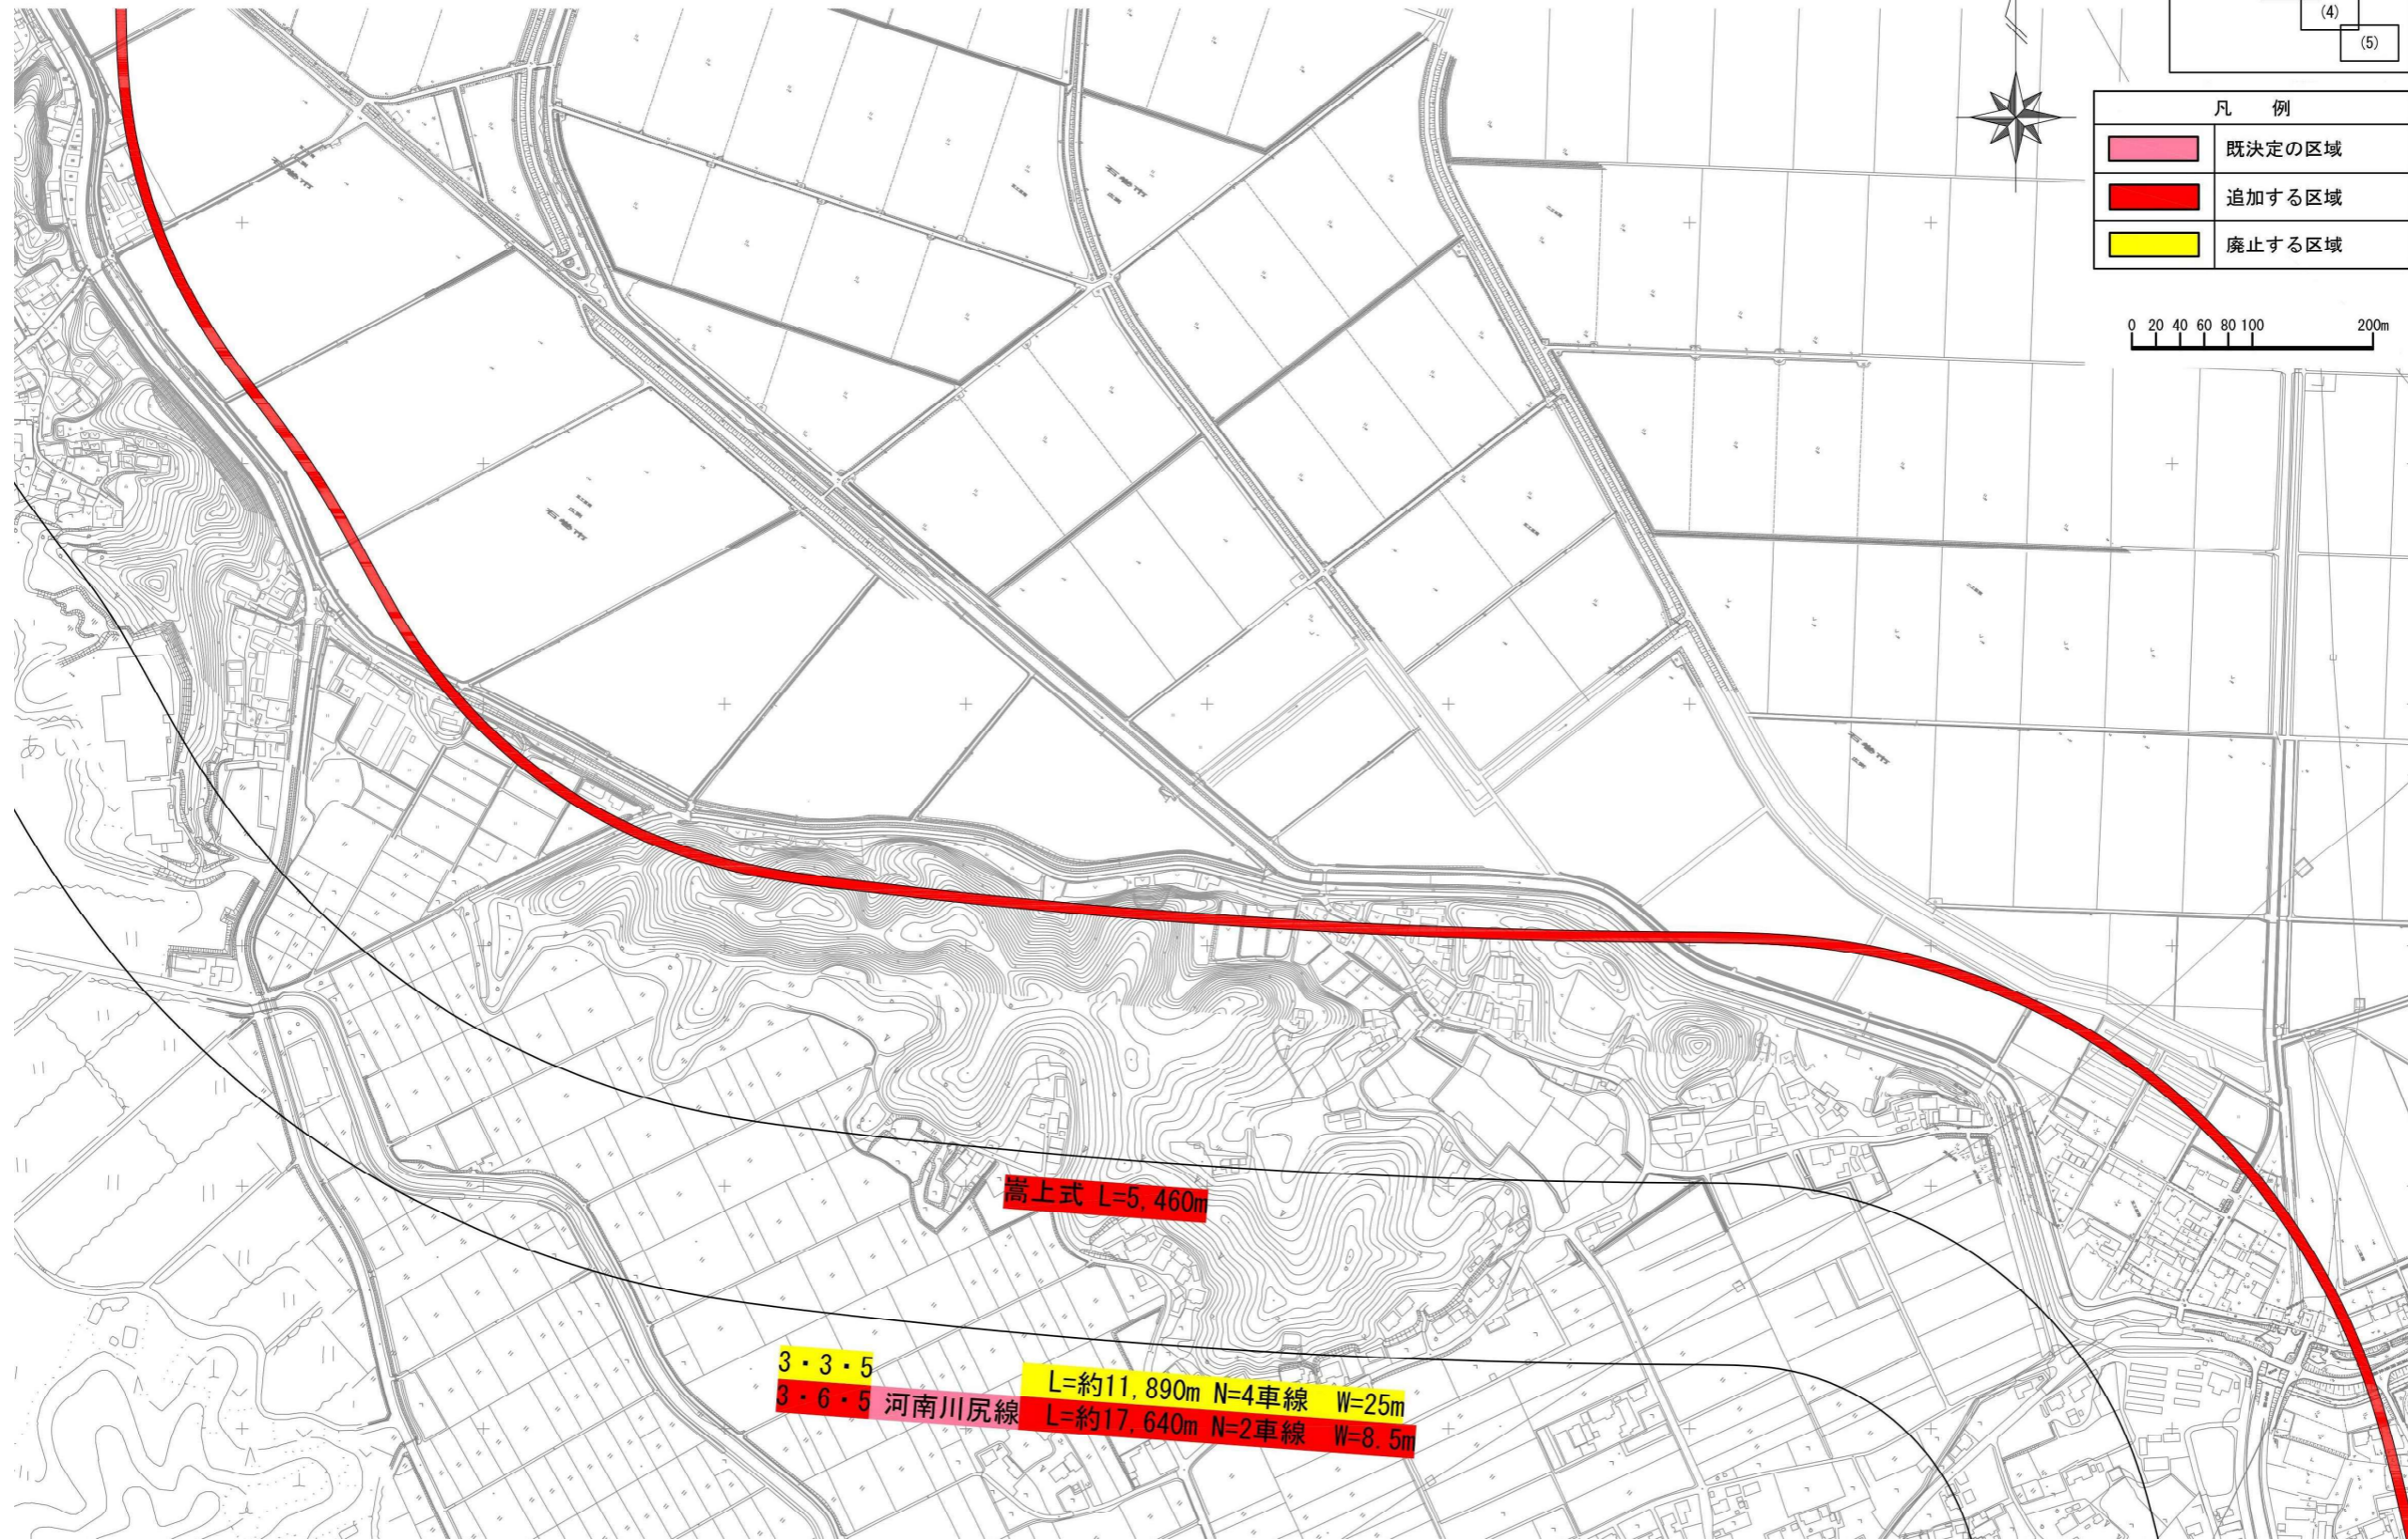 (4)
(5)
凡 例
既決定の区域
追加する区域
廃止する区域
0 20 40 60 80 100 200m
あい
嵩上式 L=5,460m
3・3・5
L=約11,890m N=4車線 W=25m
3・6・5 河南川尻線 L=約17,640m N=2車線 W=8.5m